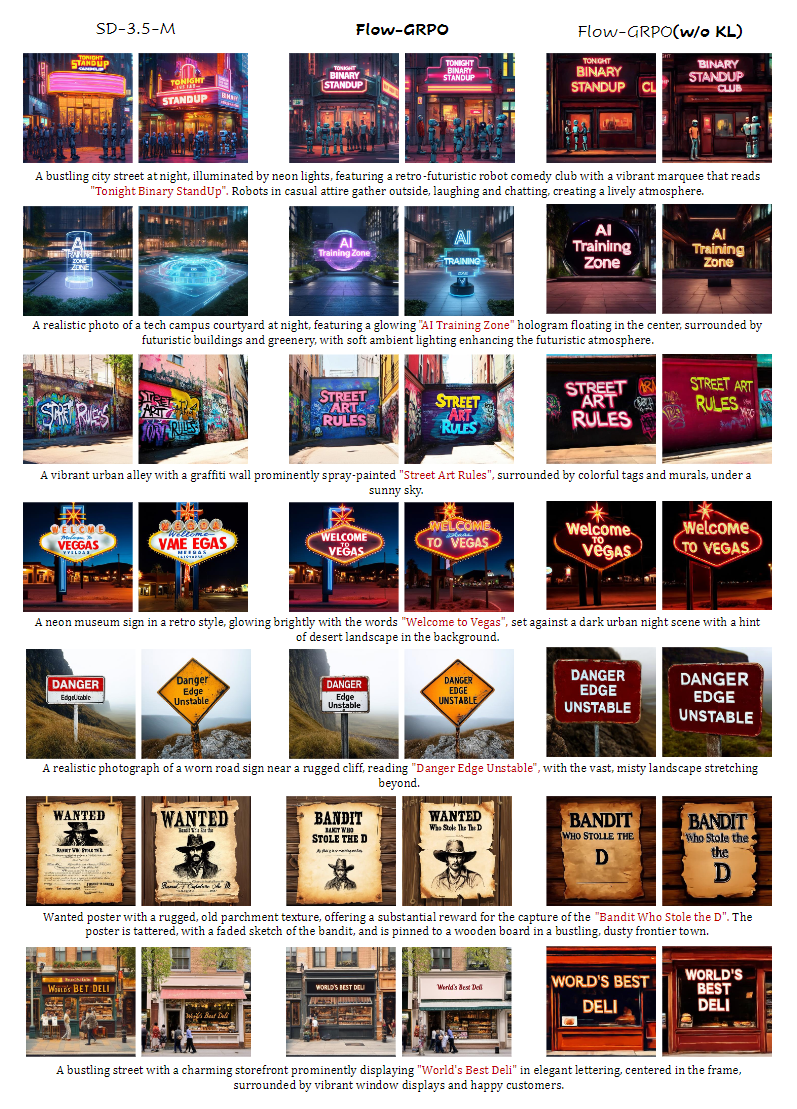 SD-3.5-M
Flow-GRPO
Flow-GRPO(w/o KL)
TONIGHT
STANDUP
TONIGHT
STANDUP
TONIGHT
BINARY
STANDUP
TONIGHT
BINARY
STANDUP
TONIGHT
BINARY
STANDUP
CL
BINARY
STANDUP
CLUB
A bustling city street at night, illuminated by neon lights, featuring a retro-futuristic robot comedy club with a vibrant marquee that reads
"Tonight Binary StandUp". Robots in casual attire gather outside, laughing and chatting, creating a lively atmosphere.
AI
TRAINING
ZONE
ZONE
AI
Training Zone
AI
TRAINING
ZONE
AI
Training
Zone
AI
Training
Zone
A realistic photo of a tech campus courtyard at night, featuring a glowing "AI Training Zone" hologram floating in the center, surrounded by
futuristic buildings and greenery, with soft ambient lighting enhancing the futuristic atmosphere.
START RULES
STREET
ART
RULES
STREET
ART
RULES
STREET
ART
RULES
STREET
ART
RULES
STREET ART
RULES
A vibrant urban alley with a graffiti wall prominently spray-painted "Street Art Rules", surrounded by colorful tags and murals, under a
sunny sky.
WELCME
Welcome to
VEGGAS
Welcome
VAME EGAS
WELCOME
TO
VEGAS
WELCOME
TO VEGAS
Welcome
to
Vegas
Welcome
TO VEGAS
A neon museum sign in a retro style, glowing brightly with the words "Welcome to Vegas", set against a dark urban night scene with a hint
of desert landscape in the background.
DANGER
EdgeUstable
Danger
Edge
Unstable
DANGER
Edge
Unstable
DANGER
EDGE
UNSTABLE
DANGER
EDGE
UNSTABLE
DANGER
EDGE
UNSTABLE
A realistic photograph of a worn road sign near a rugged cliff, reading "Danger Edge Unstable", with the vast, misty landscape stretching
beyond.
WANTED
WANTED
BANDIT
BANDT WHO
STOLE THE D
WANTED
Who Stole The The D
BANDIT
WHO STOLLE THE
D
BANDIT
Who Stole the
the
D
Wanted poster with a rugged, old parchment texture, offering a substantial reward for the capture of the "Bandit Who Stole the D". The
poster is tattered, with a faded sketch of the bandit, and is pinned to a wooden board in a bustling, dusty frontier town.
WORLD'S BET DELI
World's Best Deli
WORLD'S BEST DELI
World's Best Deli
WORLD'S BEST
DELI
WORLD'S
BEST
DELI
A bustling street with a charming storefront prominently displaying "World's Best Deli" in elegant lettering, centered in the frame,
surrounded by vibrant window displays and happy customers.